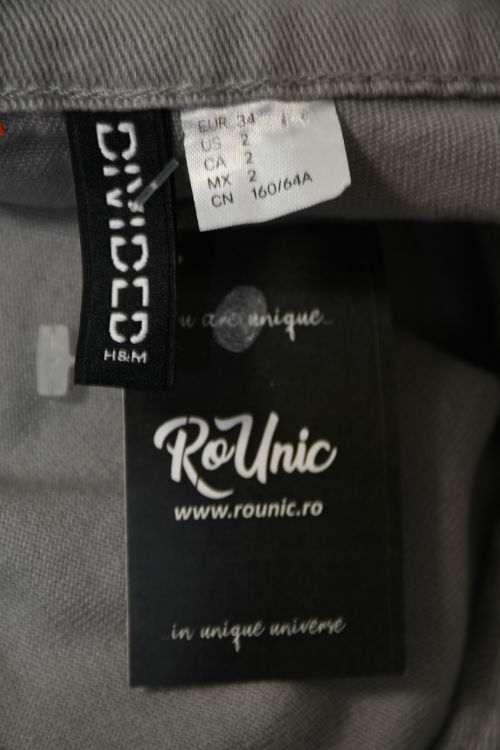 DIVIDED
H&M
EUR 34
US 2
CA 2
MX 2
CN 160/64A
u are unique...
RoUnic
www.rounic.ro
...in unique universe